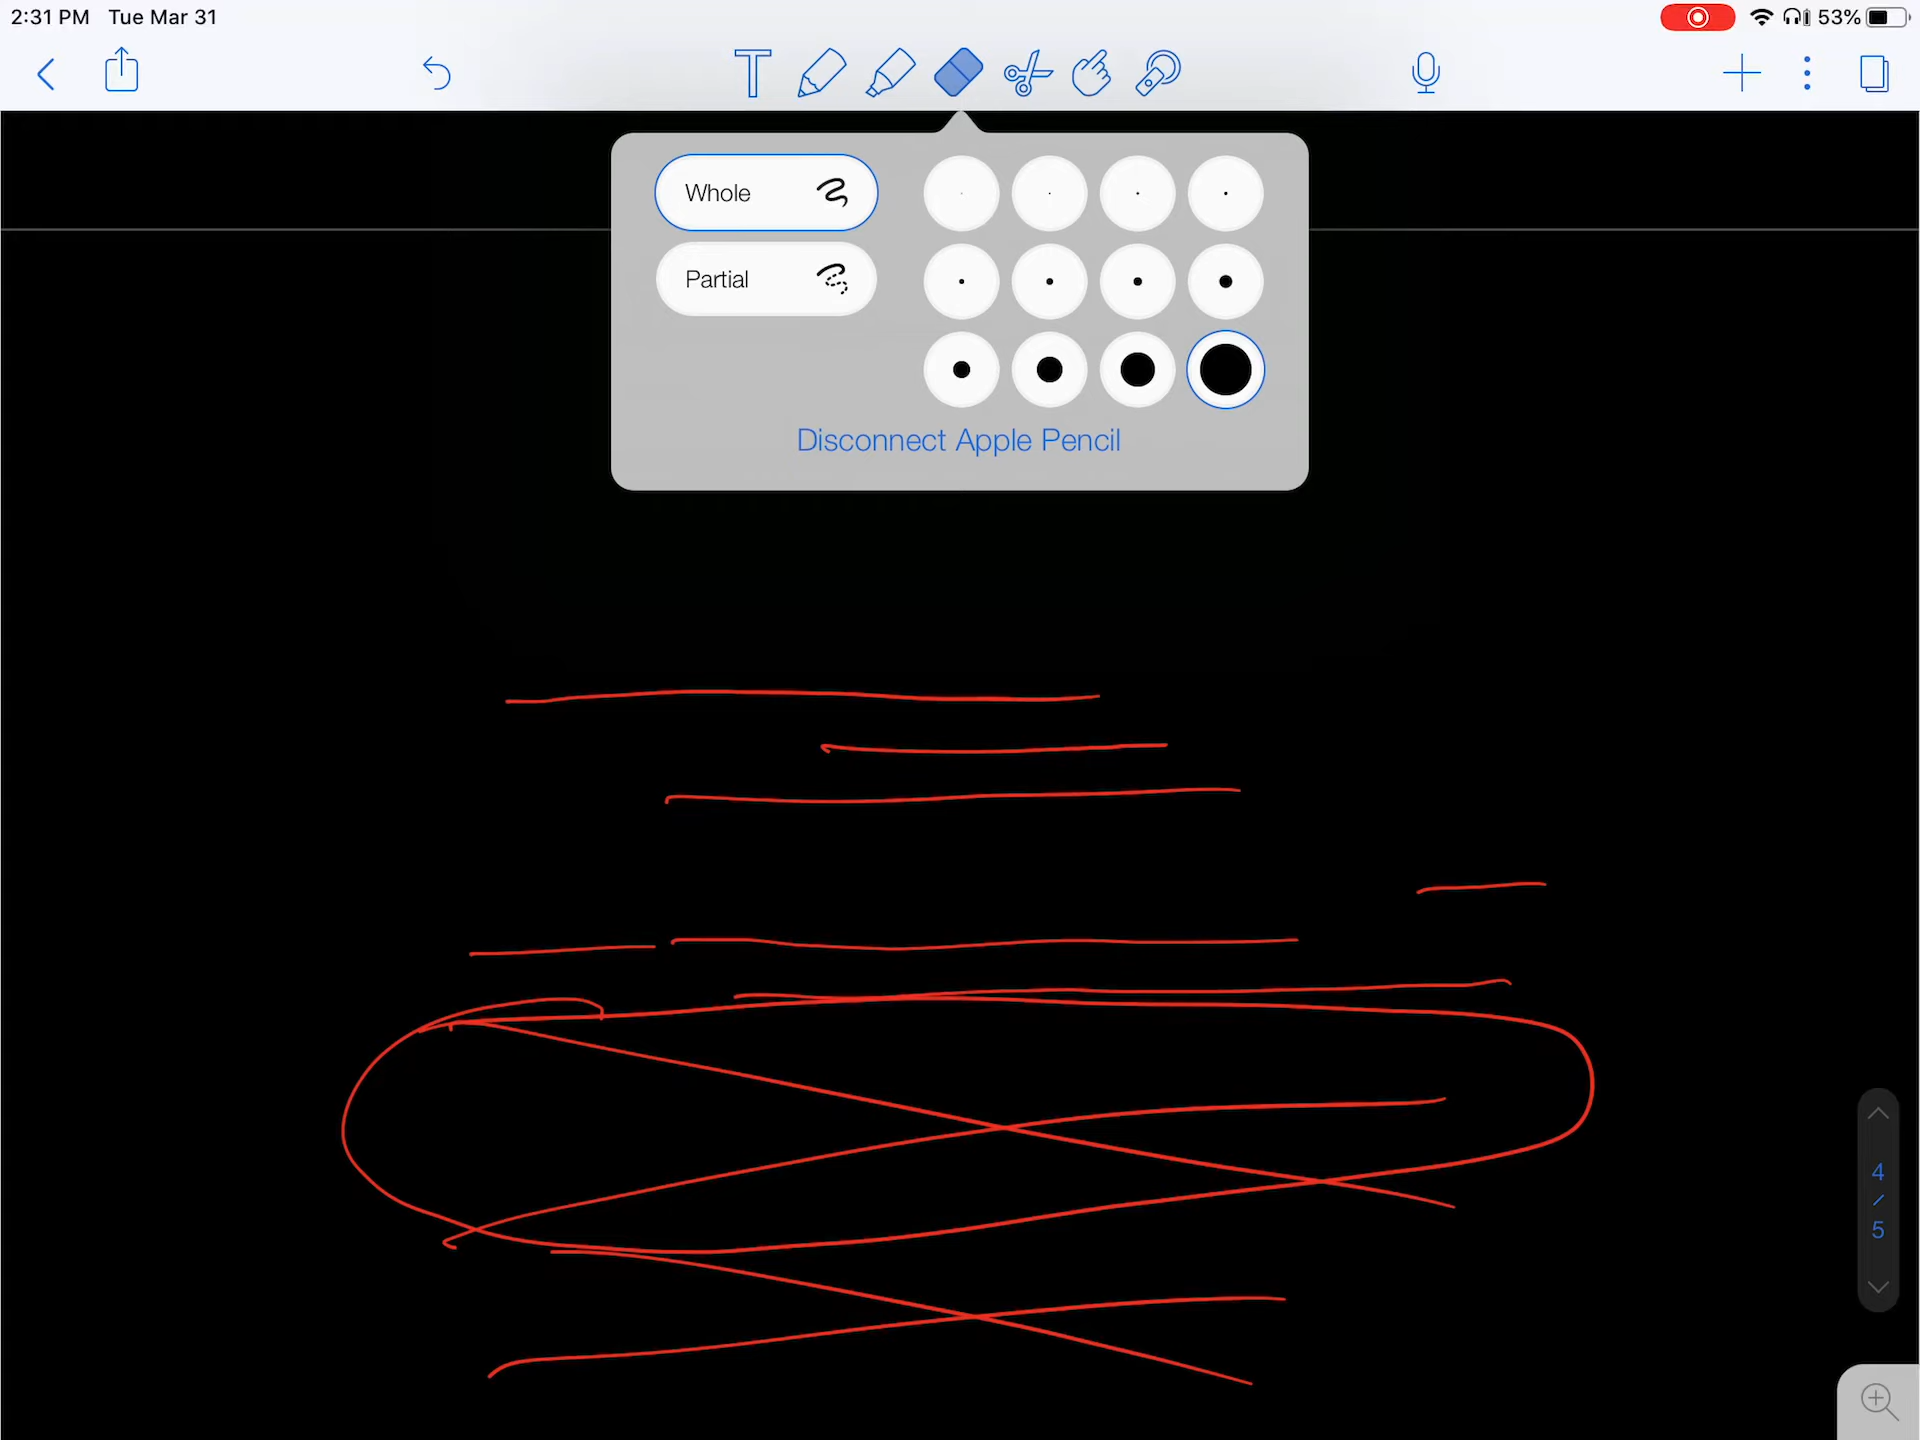 2:31 PM Tue Mar 31 53%
T
Whole
Partial
Disconnect Apple Pencil
4
/
5